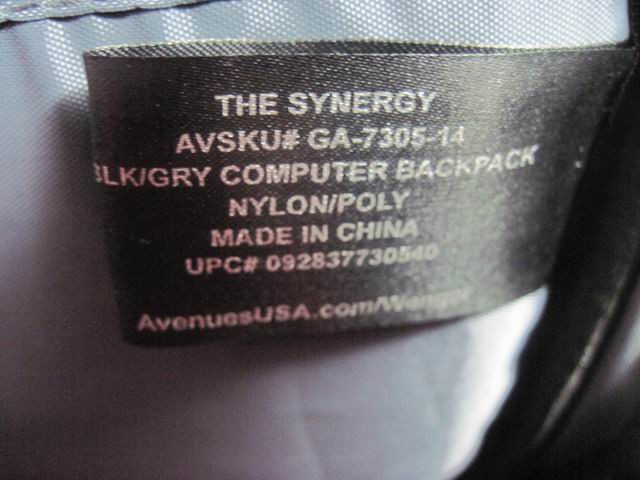 THE SYNERGY
AVSKU# GA-7305-14
BLK/GRY COMPUTER BACKPACK
NYLON/POLY
MADE IN CHINA
UPC# 092837730540
AvenuesUSA.com/Wenger